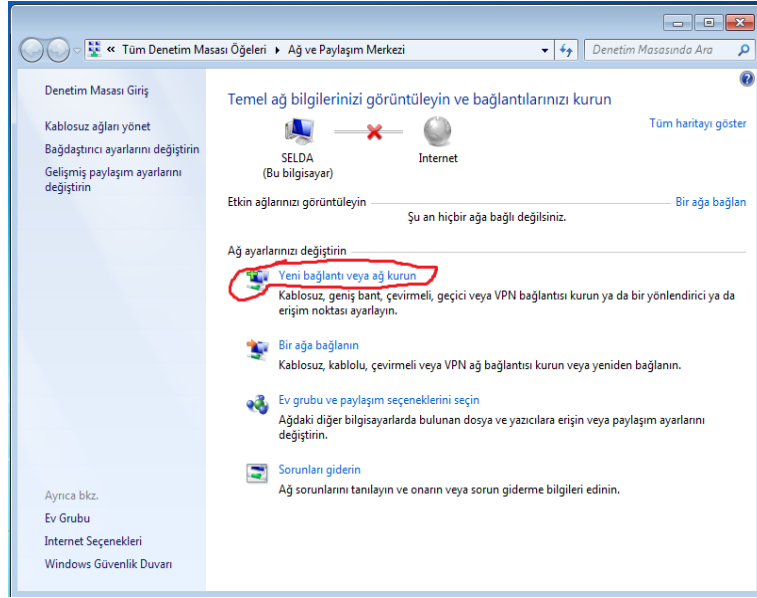 « Tüm Denetim Masası Öğeleri ▸ Ağ ve Paylaşım Merkezi
Denetim Masasında Ara
Denetim Masası Giriş
Kablosuz ağları yönet
Bağdaştırıcı ayarlarını değiştirin
Gelişmiş paylaşım ayarlarını
değiştirin
Temel ağ bilgilerinizi görüntüleyin ve bağlantılarınızı kurun
Tüm haritayı göster
SELDA
(Bu bilgisayar)
Internet
Etkin ağlarınızı görüntüleyin
Bir ağa bağlan
Şu an hiçbir ağa bağlı değilsiniz.
Ağ ayarlarınızı değiştirin
Yeni bağlantı veya ağ kurun
Kablosuz, geniş bant, çevirmeli, geçici veya VPN bağlantısı kurun ya da bir yönlendirici ya da
erişim noktası ayarlayın.
Bir ağa bağlanın
Kablosuz, kablolu, çevirmeli veya VPN ağ bağlantısı kurun veya yeniden bağlanın.
Ev grubu ve paylaşım seçeneklerini seçin
Ağdaki diğer bilgisayarlarda bulunan dosya ve yazıcılara erişin veya paylaşım ayarlarını
değiştirin.
Sorunları giderin
Ağ sorunlarını tanılayın ve onarın veya sorun giderme bilgileri edinin.
Ayrıca bkz.
Ev Grubu
Internet Seçenekleri
Windows Güvenlik Duvarı